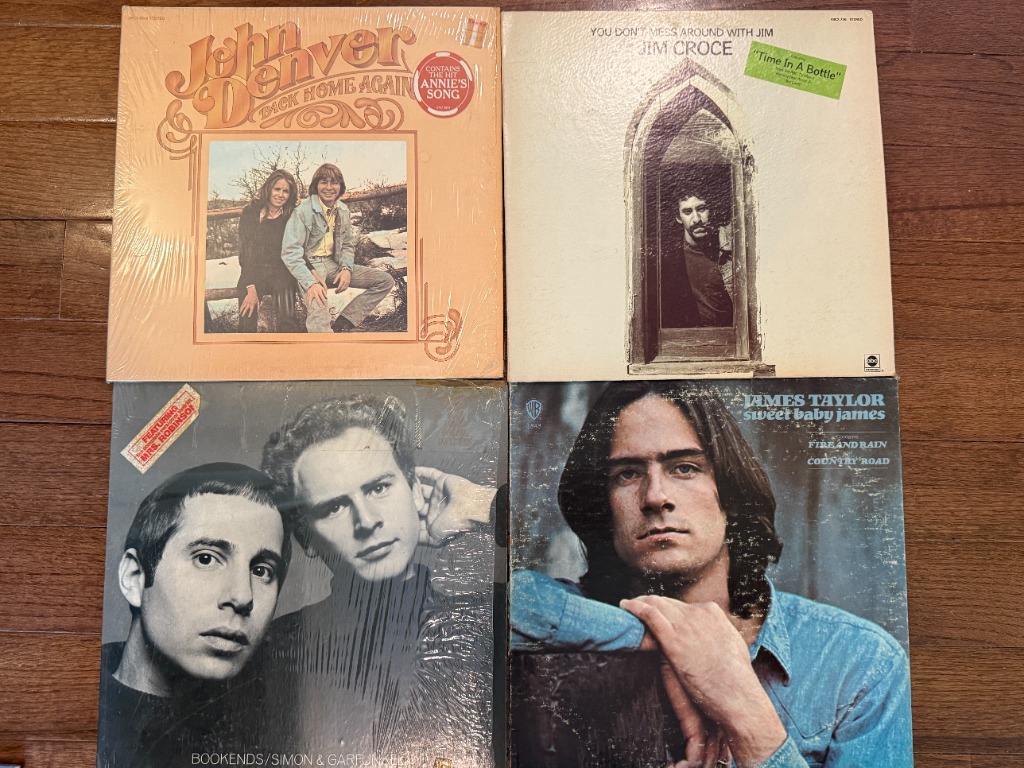 John
Denver
BACK HOME AGAIN
CONTAINS
THE HIT
ANNIE'S
SONG
YOU DON'T MESS AROUND WITH JIM
JIM CROCE
"Time In A Bottle"
abc
FEATURING
MRS. ROBINSON
BOOKENDS/SIMON & GARFUNKEL
W
JAMES TAYLOR
sweet baby james
FIRE AND RAIN
COUNTRY ROAD